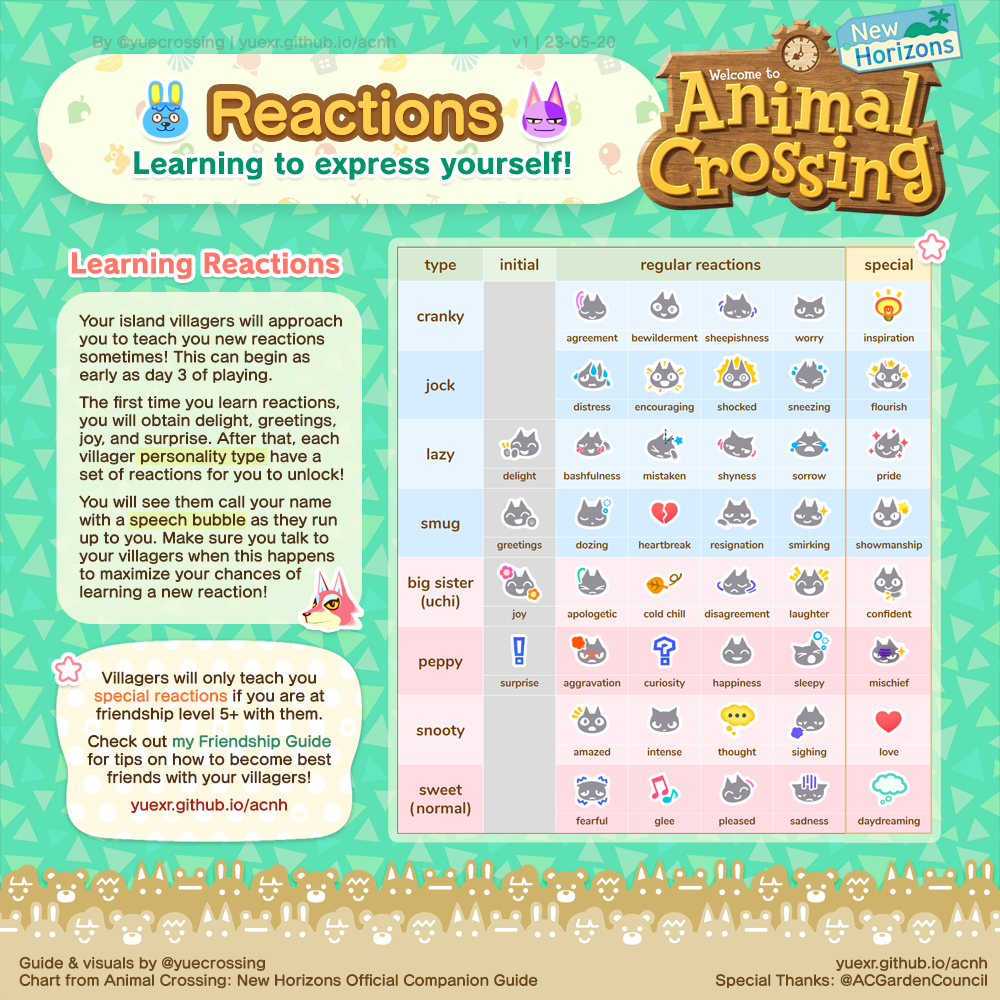 By @yuecrossing | yuexr.github.io/acnh
v1 | 23-05-20
New
Horizons
Welcome to
Animal
Crossing
Reactions
Learning to express yourself!
Learning Reactions
Your island villagers will approach
you to teach you new reactions
sometimes! This can begin as
early as day 3 of playing.
The first time you learn reactions,
you will obtain delight, greetings,
joy, and surprise. After that, each
villager personality type have a
set of reactions for you to unlock!
You will see them call your name
with a speech bubble as they run
up to you. Make sure you talk to
your villagers when this happens
to maximize your chances of
learning a new reaction!
Villagers will only teach you
special reactions if you are at
friendship level 5+ with them.
Check out my Friendship Guide
for tips on how to become best
friends with your villagers!
yuexr.github.io/acnh
type initial regular reactions special
cranky
agreement bewilderment sheepishness worry inspiration
jock
distress encouraging shocked sneezing flourish
lazy
delight bashfulness mistaken shyness sorrow pride
smug
greetings dozing heartbreak resignation smirking showmanship
big sister
(uchi)
joy apologetic cold chill disagreement laughter confident
peppy
surprise aggravation curiosity happiness sleepy mischief
snooty
amazed intense thought sighing love
sweet
(normal)
fearful glee pleased sadness daydreaming
Guide & visuals by @yuecrossing
Chart from Animal Crossing: New Horizons Official Companion Guide
yuexr.github.io/acnh
Special Thanks: @ACGardenCouncil